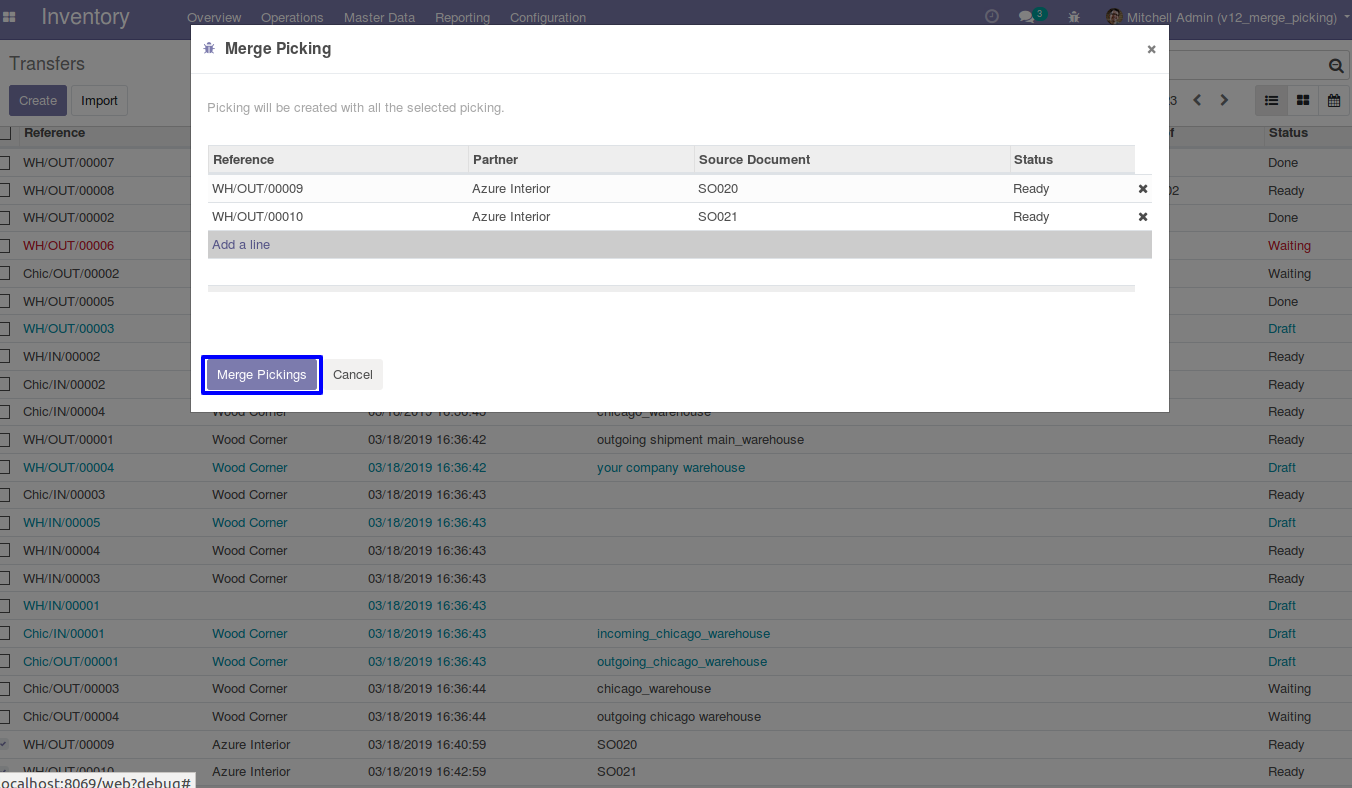 Inventory Overview Operations Master Data Reporting Configuration 3 Mitchell Admin (v12_merge_picking)
Merge Picking ×
Transfers
Create Import
Picking will be created with all the selected picking.
Reference Status
Reference Partner Source Document Status
WH/OUT/00007 Done
WH/OUT/00009 Azure Interior SO020 Ready
WH/OUT/00008 Ready
WH/OUT/00010 Azure Interior SO021 Ready
WH/OUT/00002 Done
Add a line
WH/OUT/00006 Waiting
Chic/OUT/00002 Waiting
WH/OUT/00005 Done
WH/OUT/00003 Draft
WH/IN/00002 Ready
Merge Pickings Cancel
Chic/IN/00002 Ready
Chic/IN/00004 Wood Corner 03/18/2019 16:36:43 chicago_warehouse Ready
WH/OUT/00001 Wood Corner 03/18/2019 16:36:42 outgoing shipment main_warehouse Ready
WH/OUT/00004 Wood Corner 03/18/2019 16:36:42 your company warehouse Draft
Chic/IN/00003 Wood Corner 03/18/2019 16:36:43 Ready
WH/IN/00005 Wood Corner 03/18/2019 16:36:43 Draft
WH/IN/00004 Wood Corner 03/18/2019 16:36:43 Ready
WH/IN/00003 Wood Corner 03/18/2019 16:36:43 Ready
WH/IN/00001 03/18/2019 16:36:43 Draft
Chic/IN/00001 Wood Corner 03/18/2019 16:36:43 incoming_chicago_warehouse Draft
Chic/OUT/00001 Wood Corner 03/18/2019 16:36:43 outgoing_chicago_warehouse Draft
Chic/OUT/00003 Wood Corner 03/18/2019 16:36:44 chicago_warehouse Waiting
Chic/OUT/00004 Wood Corner 03/18/2019 16:36:44 outgoing chicago warehouse Waiting
WH/OUT/00009 Azure Interior 03/18/2019 16:40:59 SO020 Ready
WH/OUT/00010 Azure Interior 03/18/2019 16:42:59 SO021 Ready
ocalhost:8069/web?debug#